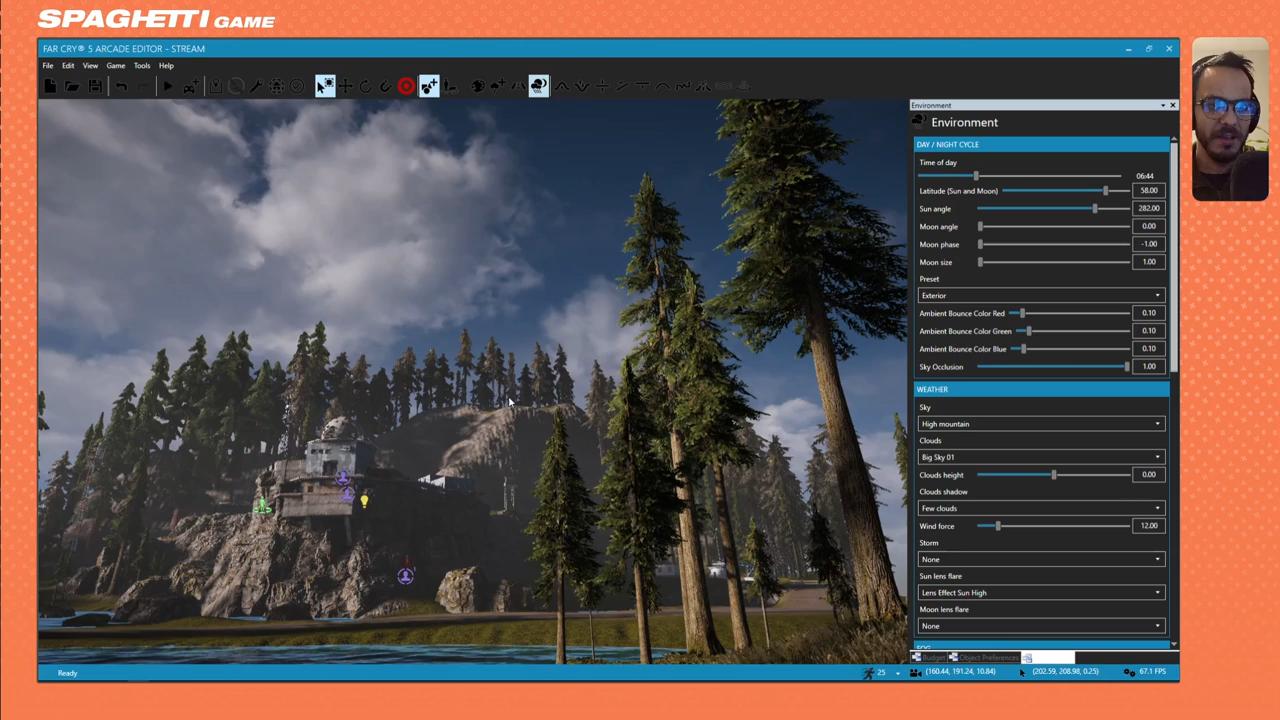 SPAGHETTI GAME
FAR CRY® 5 ARCADE EDITOR - STREAM
File Edit View Game Tools Help
Environment
Environment
DAY / NIGHT CYCLE
Time of day
06:44
Latitude (Sun and Moon) 58.00
Sun angle 282.00
Moon angle 0.00
Moon phase -1.00
Moon size 1.00
Preset
Exterior
Ambient Bounce Color Red 0.10
Ambient Bounce Color Green 0.10
Ambient Bounce Color Blue 0.10
Sky Occlusion 1.00
WEATHER
Sky
High mountain
Clouds
Big Sky 01
Clouds height 0.00
Clouds shadow
Few clouds
Wind force 12.00
Storm
None
Sun lens flare
Lens Effect Sun High
Moon lens flare
None
FOG
Budget Object Preferences
Ready 25 (160.44, 191.24, 10.84) (202.59, 208.98, 0.25) 67.1 FPS